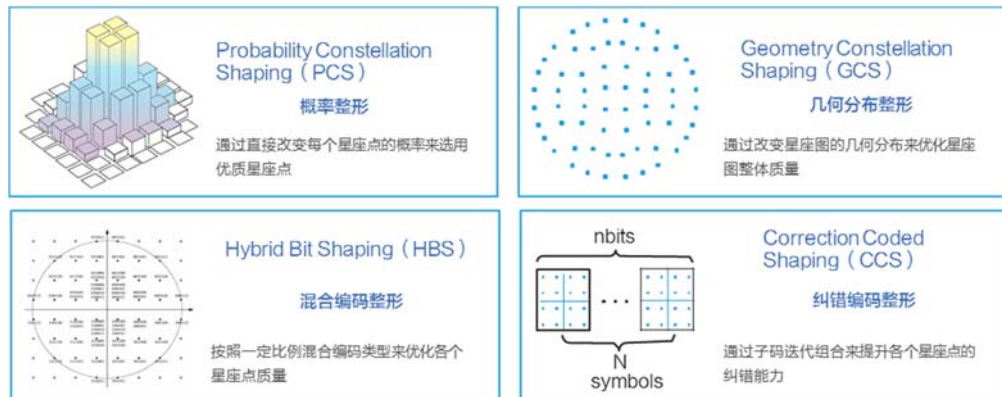 Probability Constellation
Shaping（PCS）
概率整形
通过直接改变每个星座点的概率来选用
优质星座点
Geometry Constellation
Shaping（GCS）
几何分布整形
通过改变星座图的几何分布来优化星座
图整体质量
Hybrid Bit Shaping（HBS）
混合编码整形
按照一定比例混合编码类型来优化各个
星座点质量
nbits
N
symbols
Correction Coded
Shaping（CCS）
纠错编码整形
通过子码迭代组合来提升各个星座点的
纠错能力